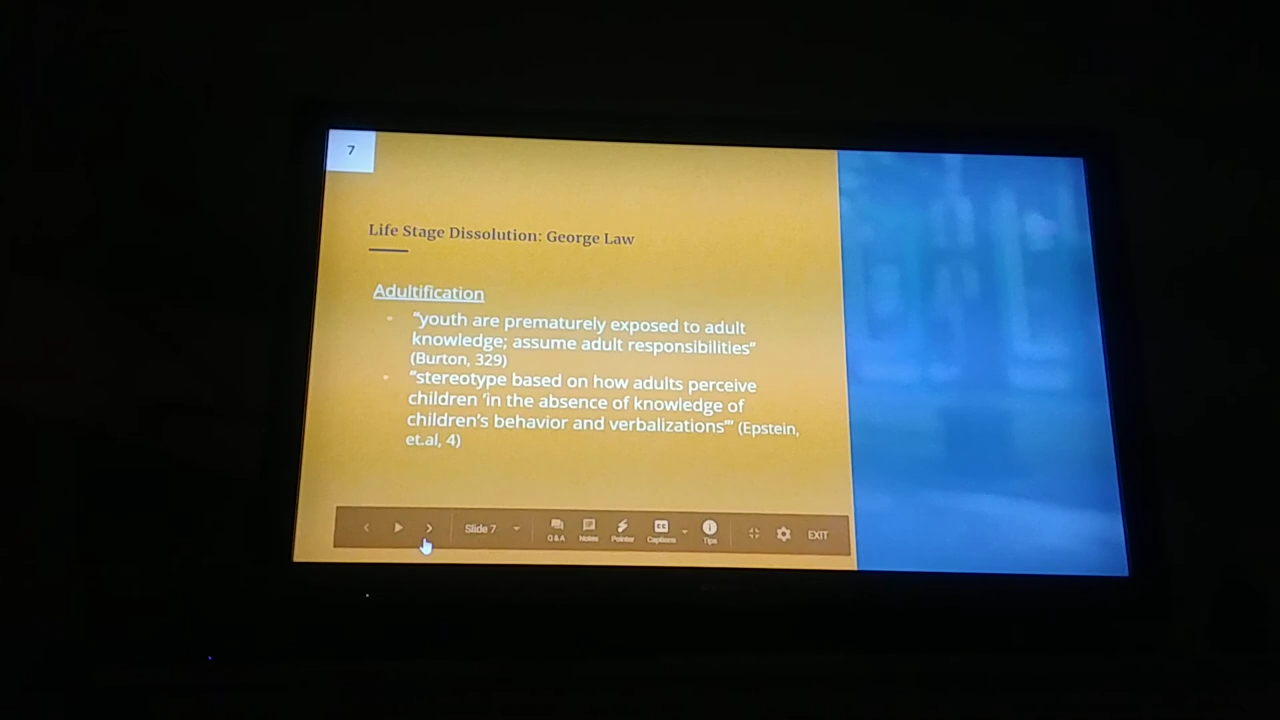 7
Life Stage Dissolution: George Law
Adultification
"youth are prematurely exposed to adult
knowledge; assume adult responsibilities"
(Burton, 329)
"stereotype based on how adults perceive
children 'in the absence of knowledge of
children's behavior and verbalizations'" (Epstein,
et.al, 4)
Slide 7
Q&A Notes Pointer CC Captions Tips EXIT